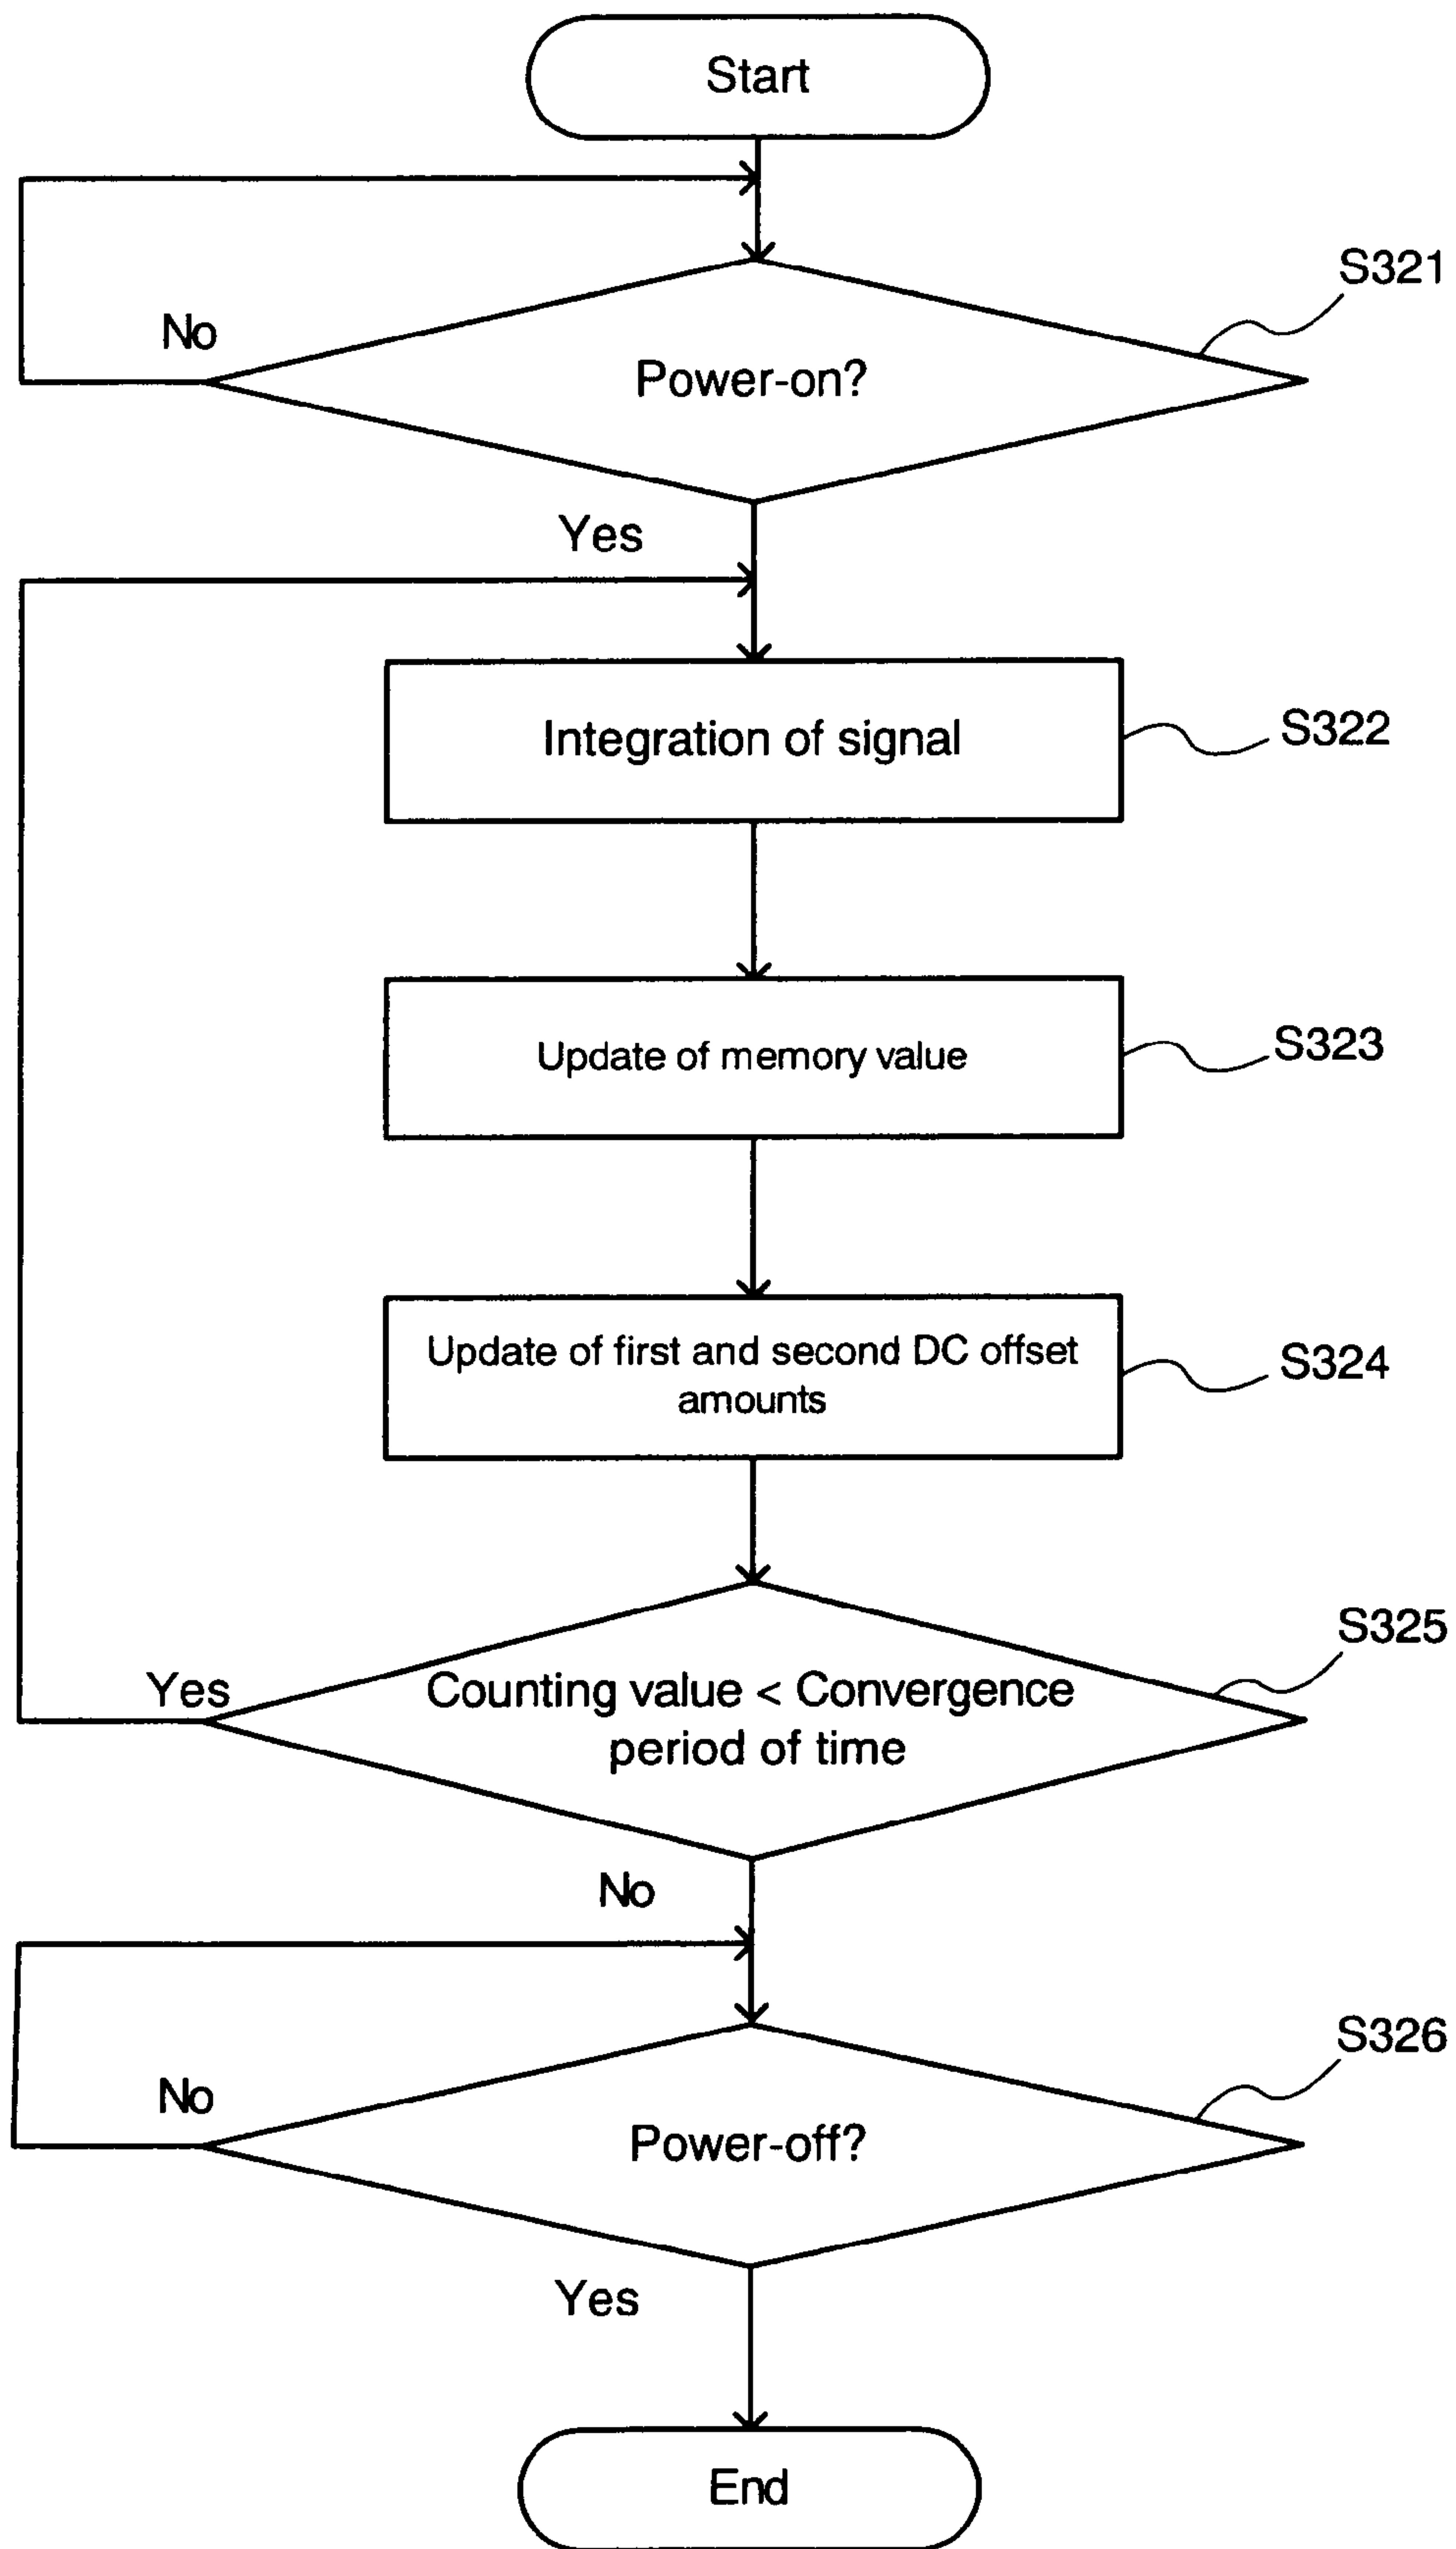 Start
S321
No
Power-on?
Yes
Integration of signal
S322
Update of memory value
S323
Update of first and second DC offset
amounts
S324
S325
Yes
Counting value < Convergence
period of time
No
S326
No
Power-off?
Yes
End